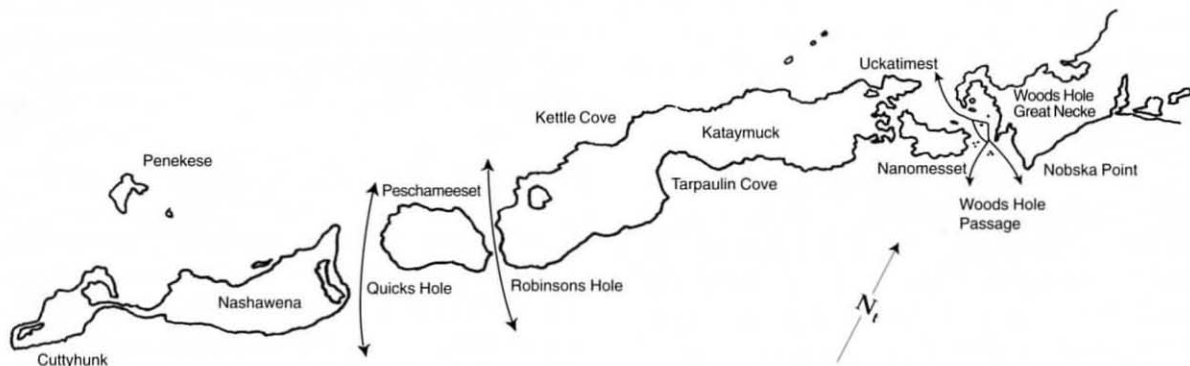 Uckatimest
Woods Hole
Great Necke
Kettle Cove
Kataymuck
Penekese
Nanomesset
Nobska Point
Peschameeset
Tarpaulin Cove
Woods Hole
Passage
Quicks Hole
Robinsons Hole
Nashawena
Nt
Cuttyhunk